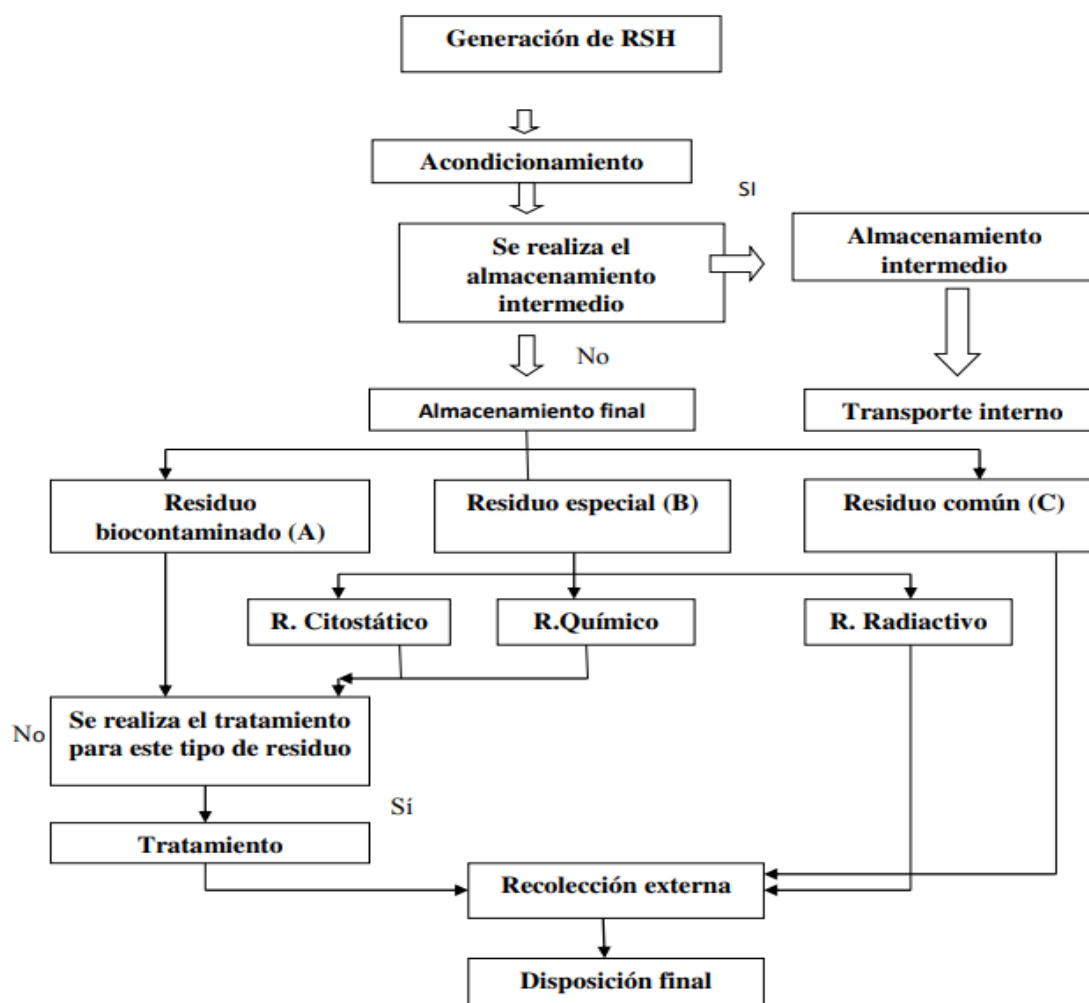 Generación de RSH
Acondicionamiento
SI
Se realiza el
almacenamiento
intermedio
Almacenamiento
intermedio
No
Almacenamiento final
Transporte interno
Residuo
biocontaminado (A)
Residuo especial (B)
Residuo común (C)
R. Citostático
R.Químico
R. Radiactivo
No
Se realiza el tratamiento
para este tipo de residuo
Sí
Tratamiento
Recolección externa
Disposición final